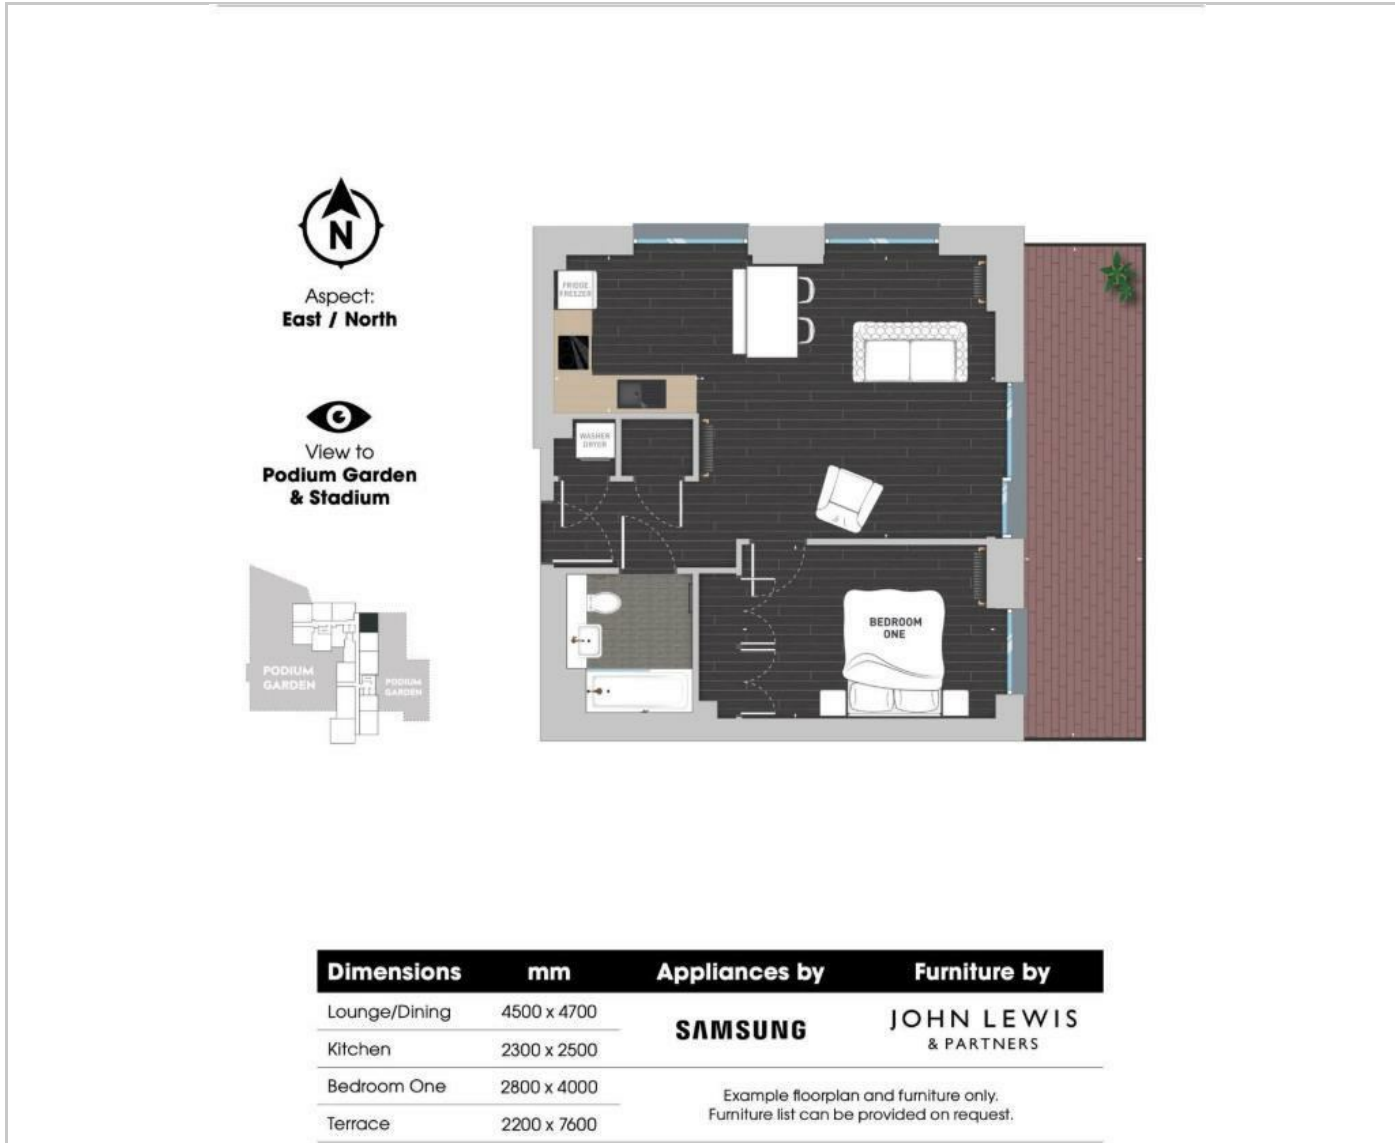 N
Aspect:
East / North
View to
Podium Garden
& Stadium
PODIUM
GARDEN
PODIUM
GARDEN
FRIDGE
FREEZER
WASHER
DRYER
BEDROOM
ONE
Dimensions mm Appliances by Furniture by
Lounge/Dining 4500 x 4700
Kitchen 2300 x 2500
Bedroom One 2800 x 4000
Terrace 2200 x 7600
SAMSUNG
JOHN LEWIS
& PARTNERS
Example floorplan and furniture only.
Furniture list can be provided on request.